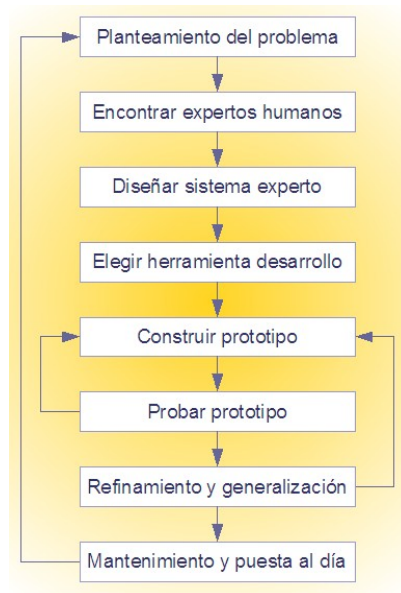 Planteamiento del problema
Encontrar expertos humanos
Diseñar sistema experto
Elegir herramienta desarrollo
Construir prototipo
Probar prototipo
Refinamiento y generalización
Mantenimiento y puesta al día